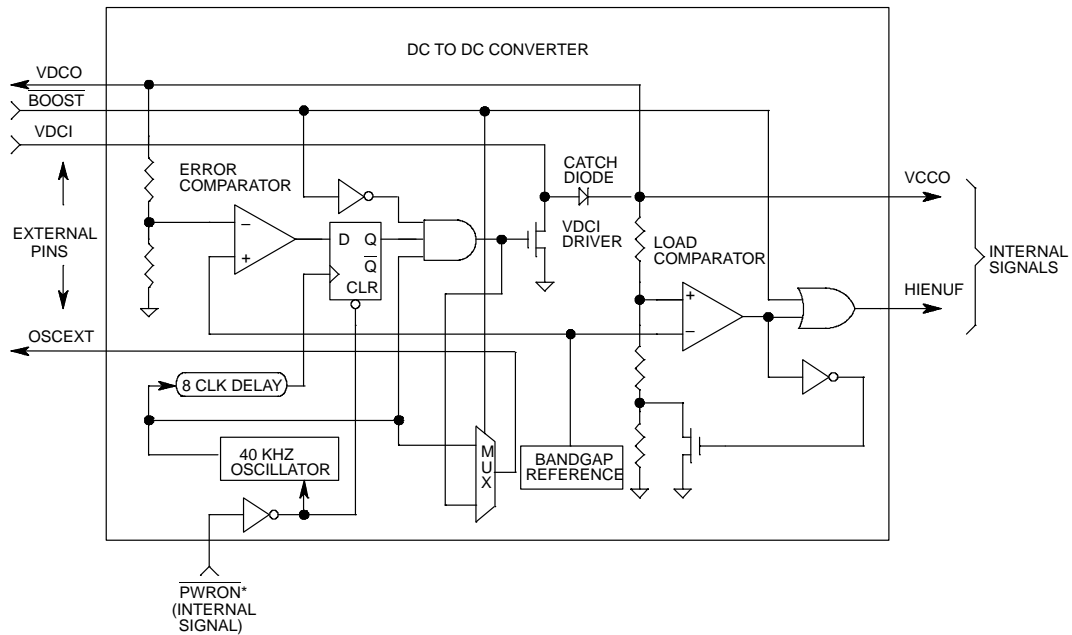 DC TO DC CONVERTER
VDCO
BOOST
VDCI
ERROR
COMPARATOR
CATCH
DIODE
VCCO
EXTERNAL
PINS
−
+
D Q
Q
CLR
VDCI
DRIVER
LOAD
COMPARATOR
+
−
INTERNAL
SIGNALS
HIENUF
OSCEXT
8 CLK DELAY
40 KHZ
OSCILLATOR
M
U
X
BANDGAP
REFERENCE
PWRON*
(INTERNAL
SIGNAL)